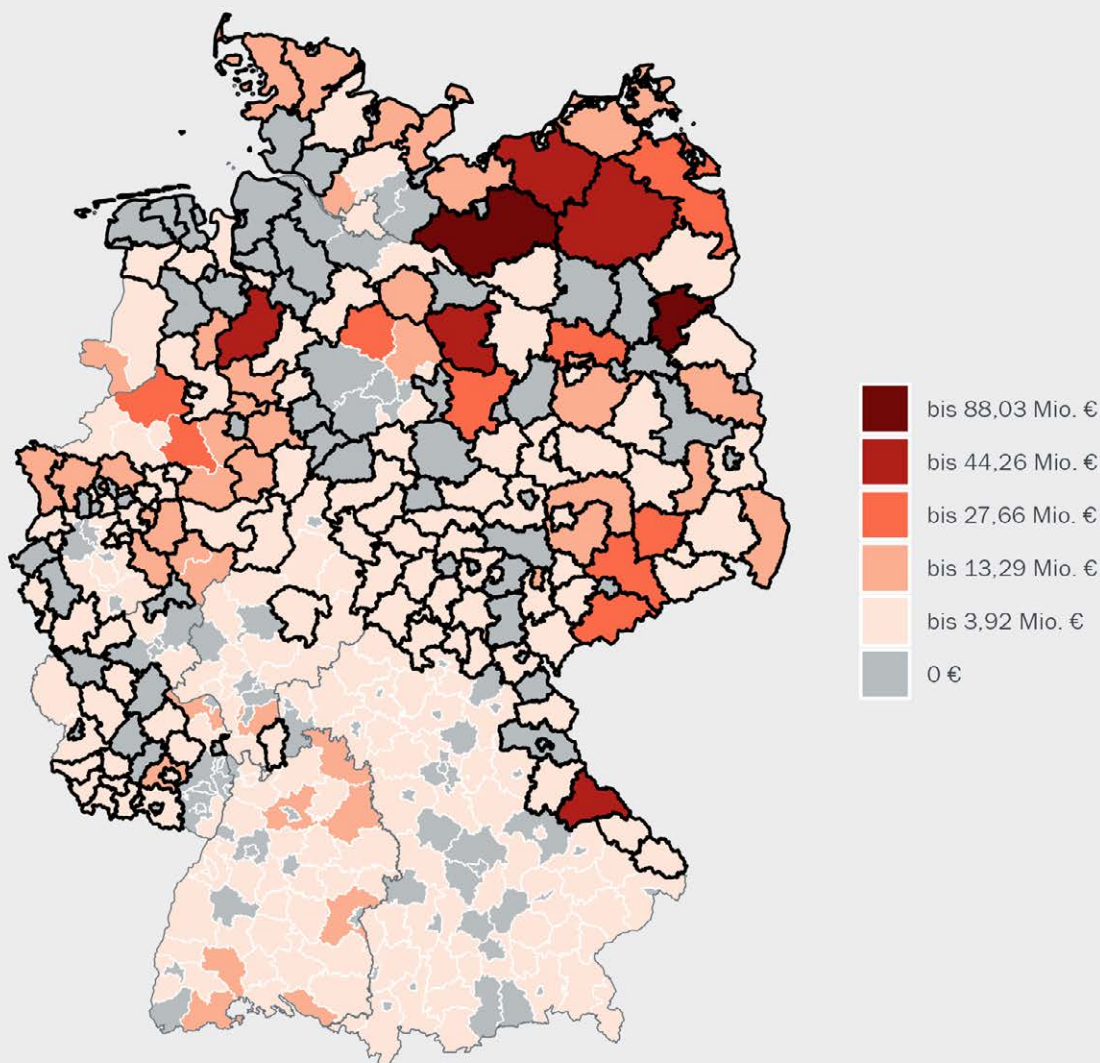 bis 88,03 Mio. €
bis 44,26 Mio. €
bis 27,66 Mio. €
bis 13,29 Mio. €
bis 3,92 Mio. €
0 €